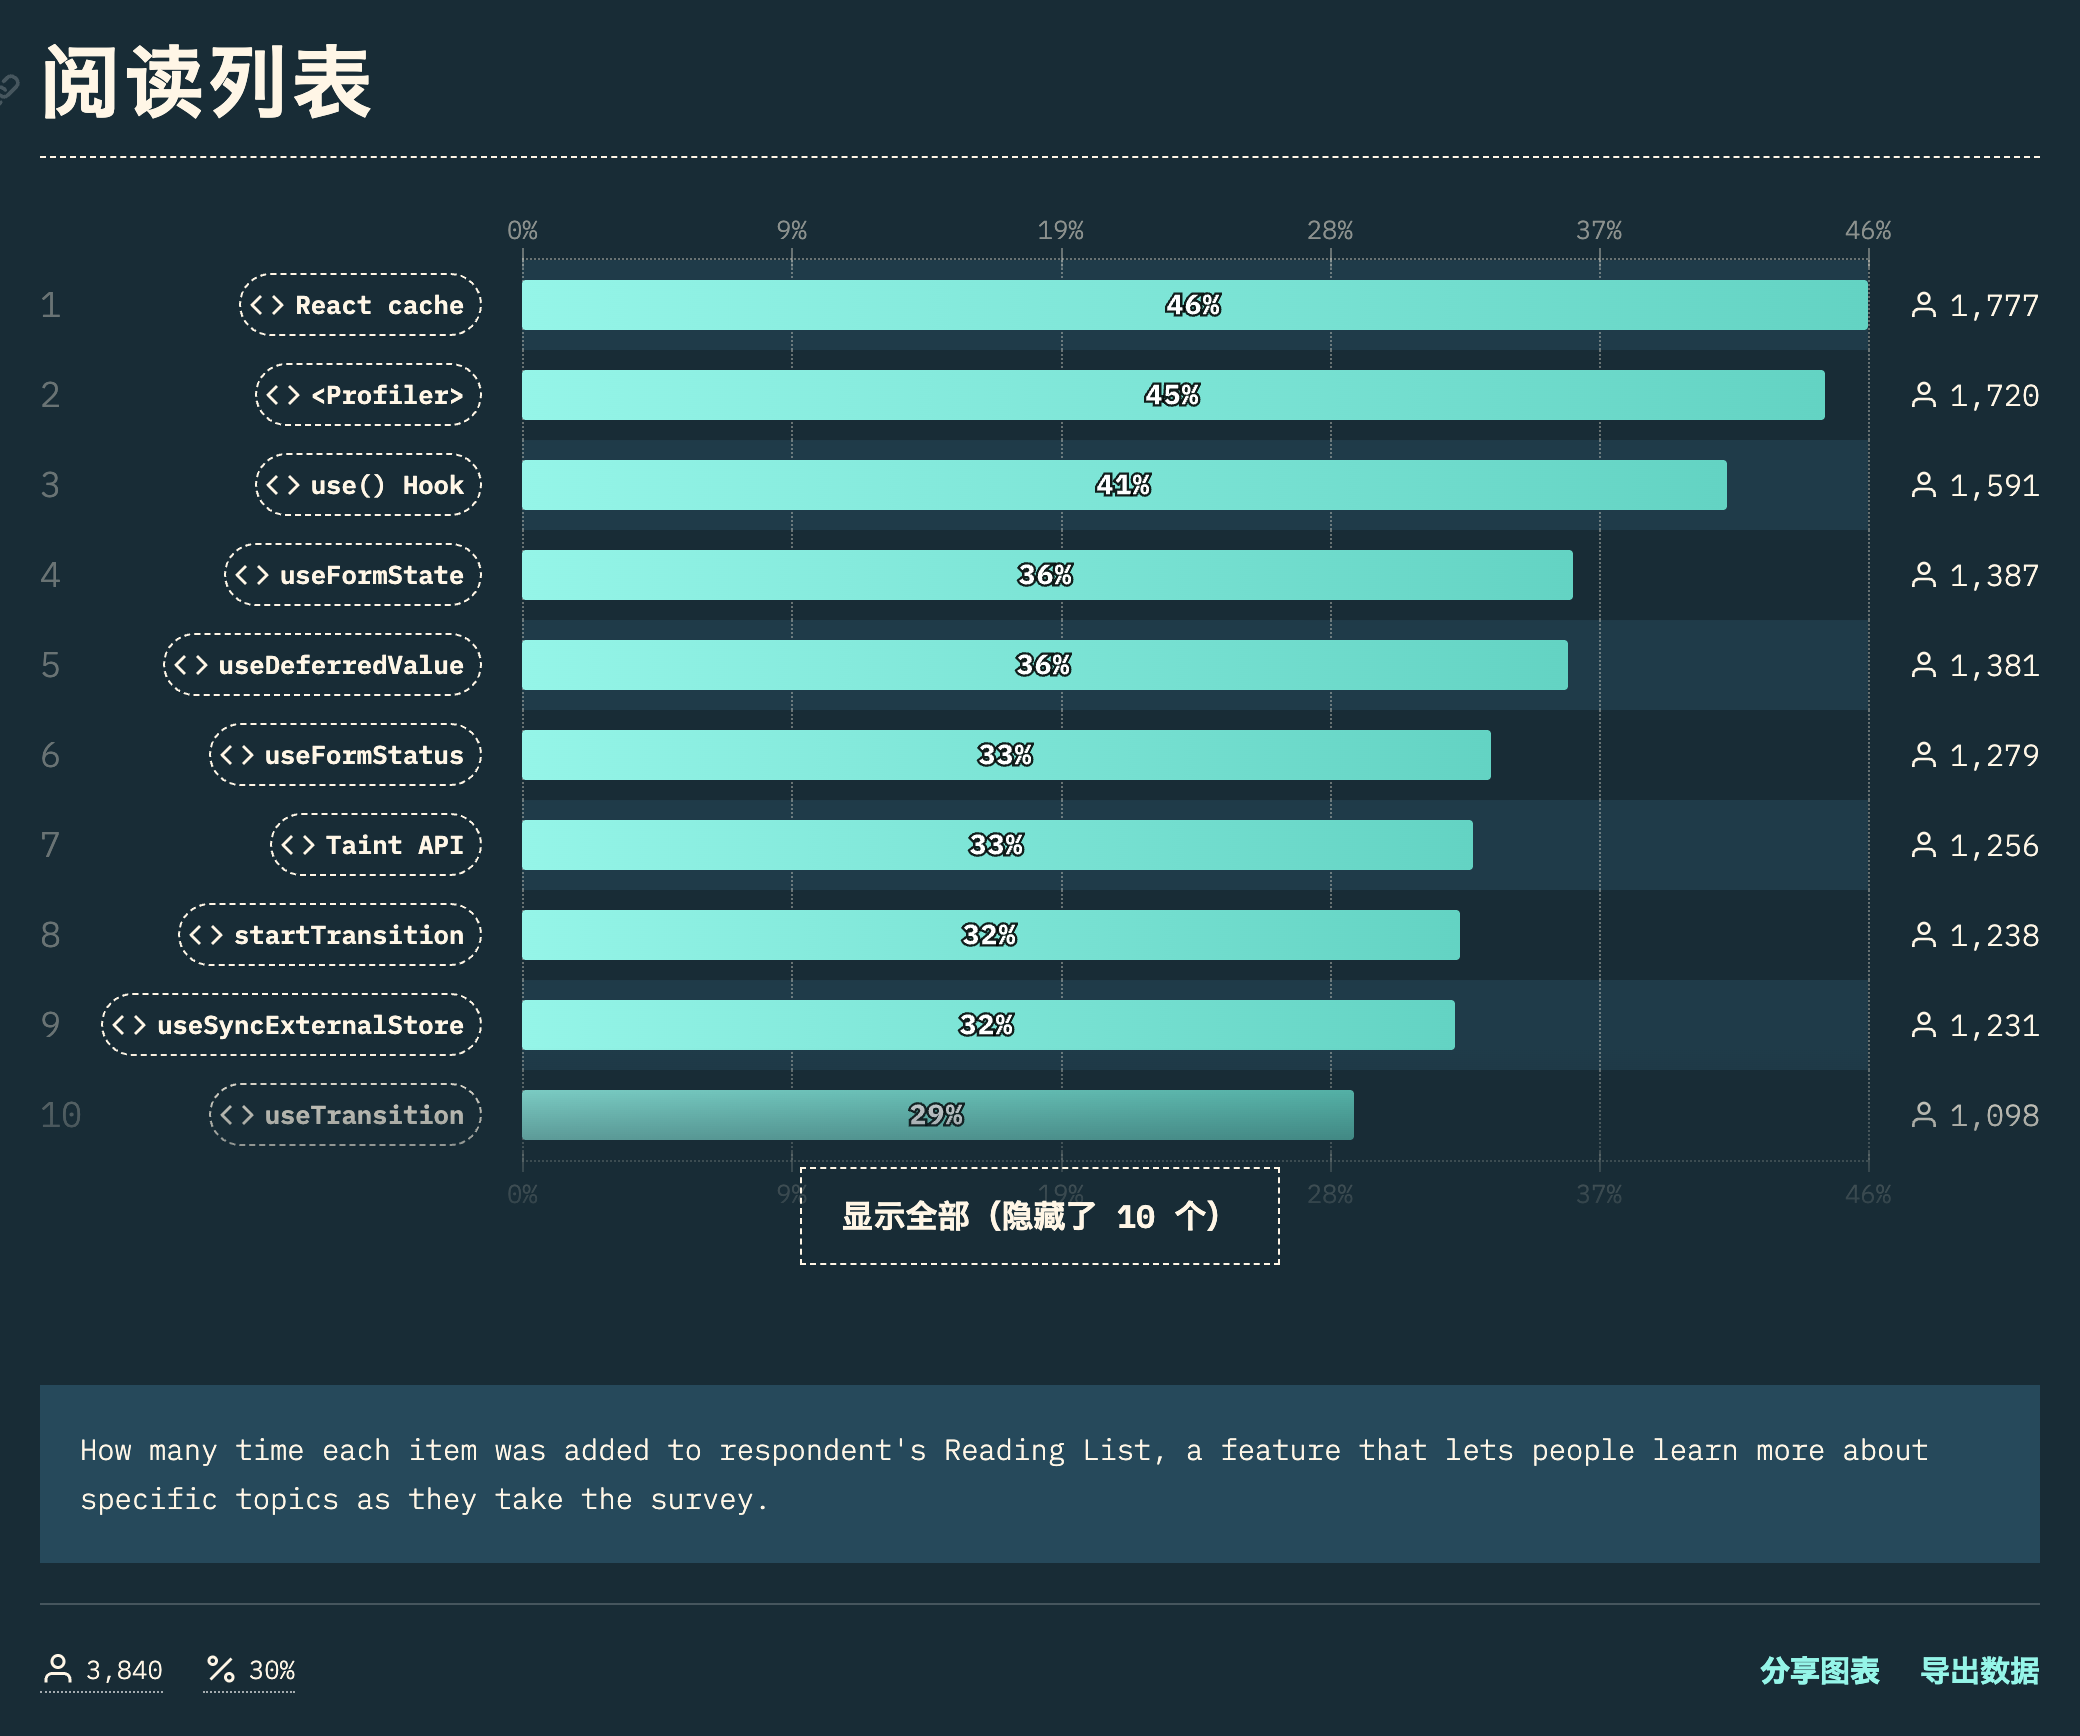 阅读列表
0% 9% 19% 28% 37% 46%
1 <> React cache 46% 1,777
2 <> <Profiler> 45% 1,720
3 <> use() Hook 41% 1,591
4 <> useFormState 36% 1,387
5 <> useDeferredValue 36% 1,381
6 <> useFormStatus 33% 1,279
7 <> Taint API 33% 1,256
8 <> startTransition 32% 1,238
9 <> useSyncExternalStore 32% 1,231
10 <> useTransition 29% 1,098
0% 9% 19% 28% 37% 46%
显示全部（隐藏了 10 个）
How many time each item was added to respondent's Reading List, a feature that lets people learn more about
specific topics as they take the survey.
3,840 % 30% 分享图表 导出数据